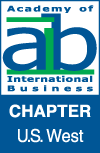 Academy of
aib
International
Business
CHAPTER
U.S. West